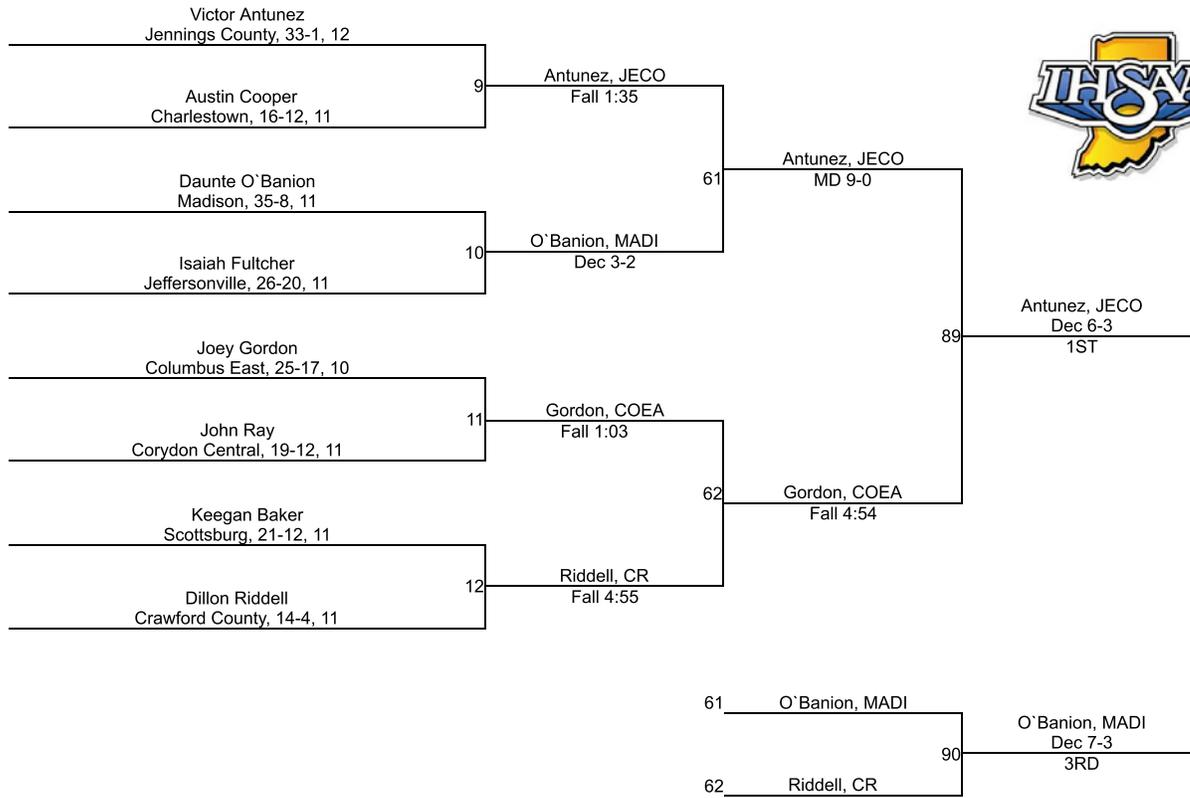 Victor Antunez
Jennings County, 33-1, 12
9
Antunez, JECO
Fall 1:35
Austin Cooper
Charlestown, 16-12, 11
61
Antunez, JECO
MD 9-0
Daunte O`Banion
Madison, 35-8, 11
10
O`Banion, MADI
Dec 3-2
Isaiah Fultcher
Jeffersonville, 26-20, 11
89
Antunez, JECO
Dec 6-3
1ST
Joey Gordon
Columbus East, 25-17, 10
11
Gordon, COEA
Fall 1:03
John Ray
Corydon Central, 19-12, 11
62
Gordon, COEA
Fall 4:54
Keegan Baker
Scottsburg, 21-12, 11
12
Riddell, CR
Fall 4:55
Dillon Riddell
Crawford County, 14-4, 11
61
O`Banion, MADI
90
O`Banion, MADI
Dec 7-3
3RD
62
Riddell, CR
IHSAA